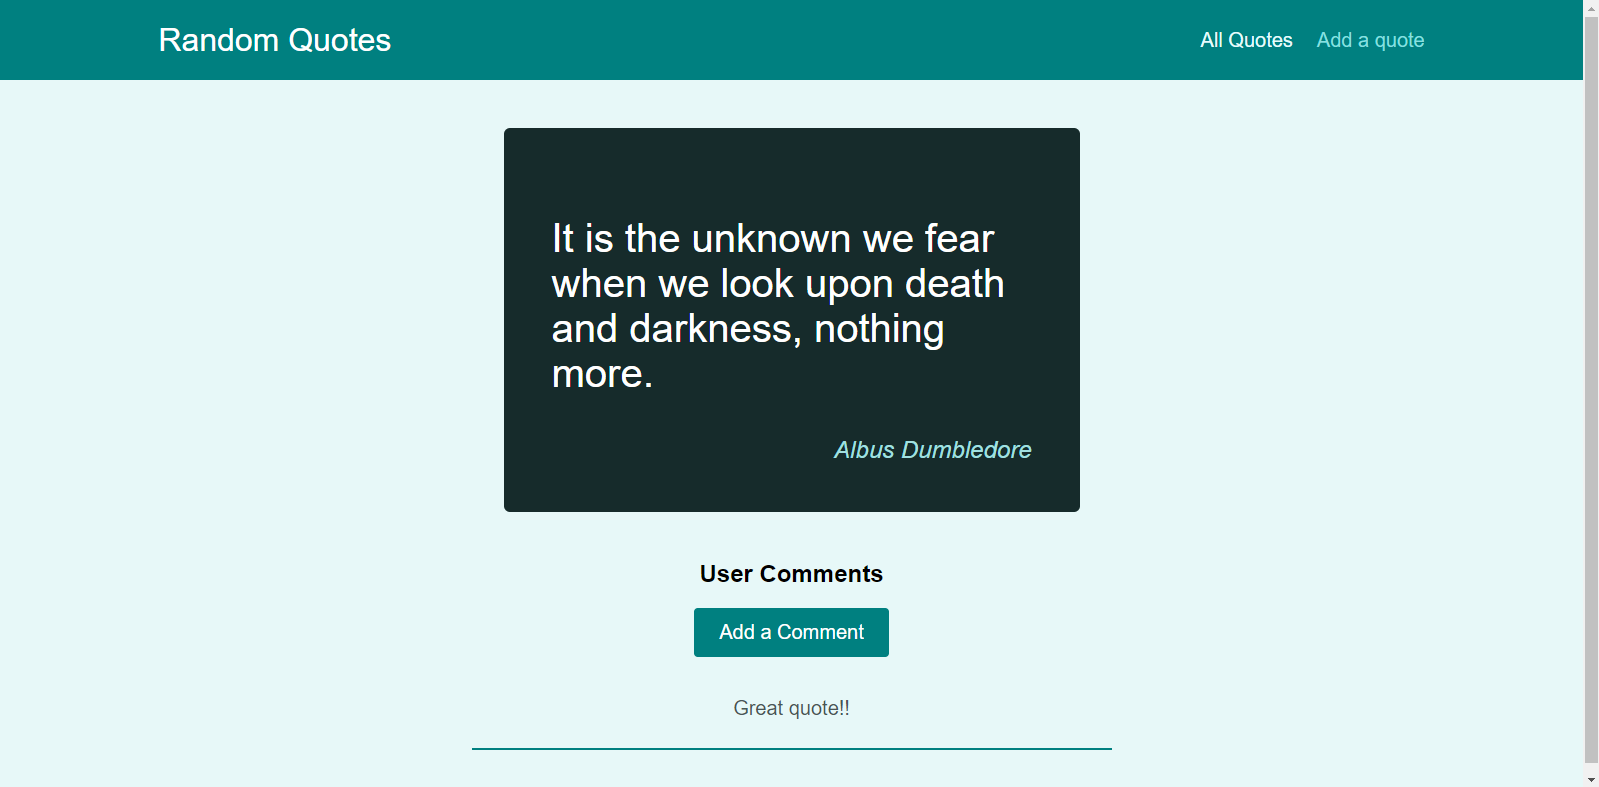 Random Quotes
All Quotes
Add a quote
It is the unknown we fear
when we look upon death
and darkness, nothing
more.
Albus Dumbledore
User Comments
Add a Comment
Great quote!!